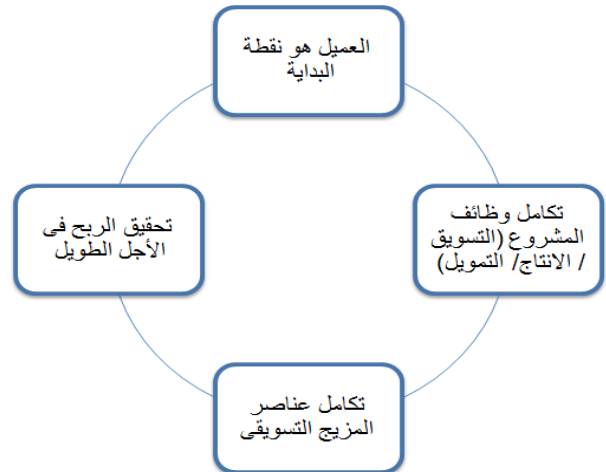 العميل هو نقطة
البداية
تكامل وظائف
المشروع (التسويق
/ الانتاج/ التمويل)
تكامل عناصر
المزيج التسويقى
تحقيق الربح فى
الأجل الطويل